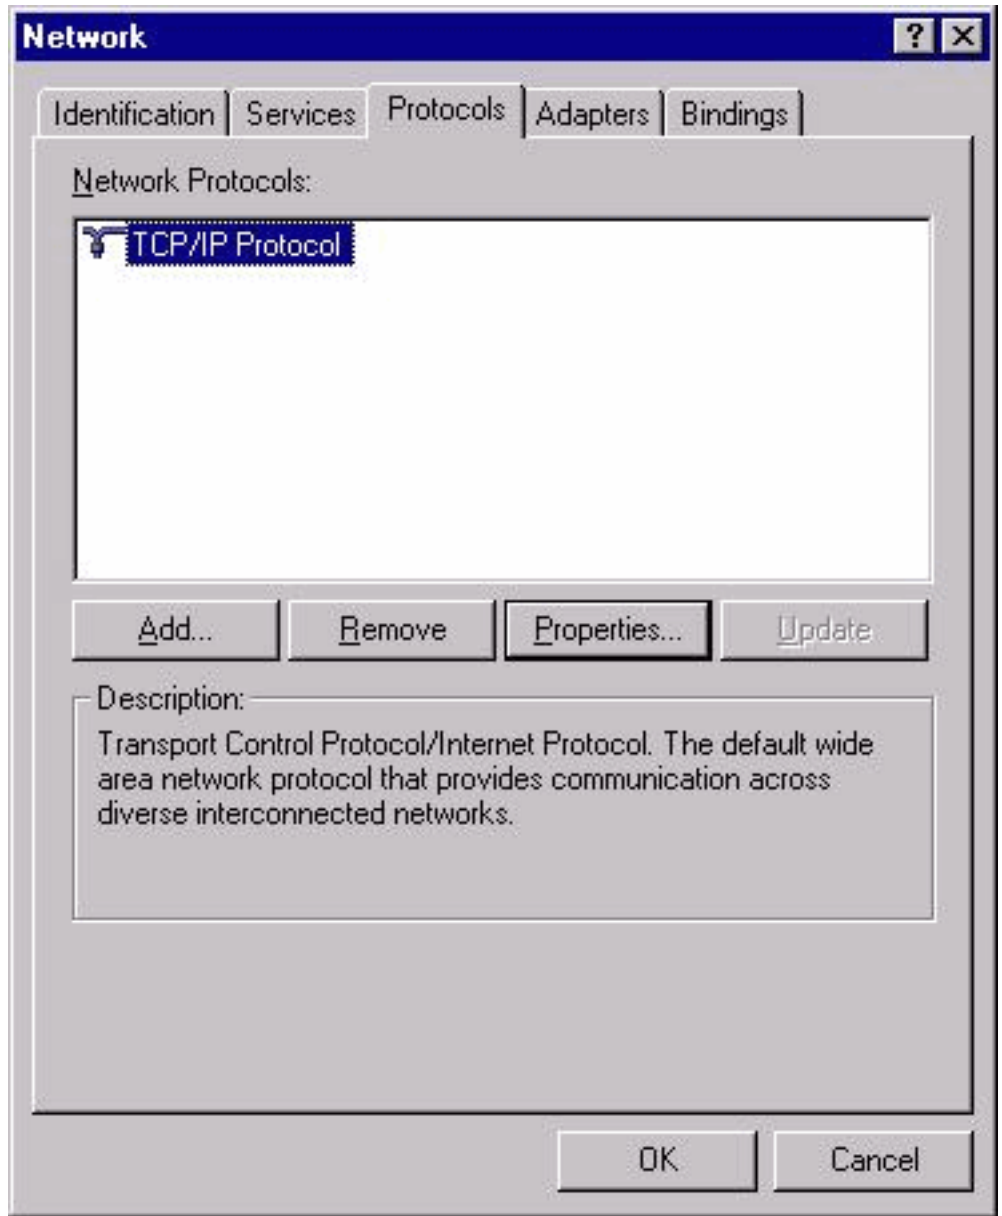 Network
Identification Services Protocols Adapters Bindings
Network Protocols:
TCP/IP Protocol
Add... Remove Properties... Update
Description:
Transport Control Protocol/Internet Protocol. The default wide
area network protocol that provides communication across
diverse interconnected networks.
OK Cancel